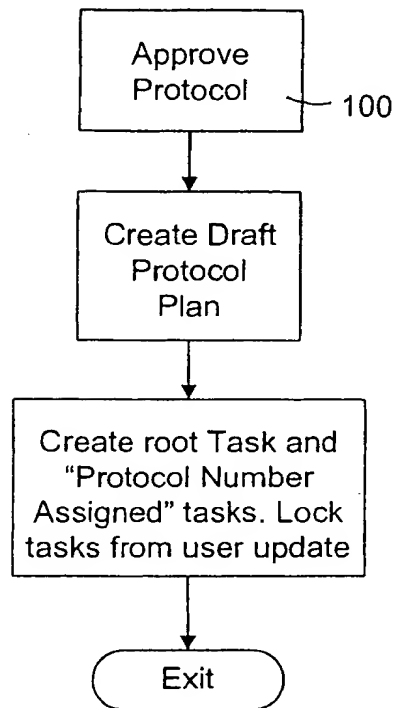 Approve
Protocol
100
Create Draft
Protocol
Plan
Create root Task and
“Protocol Number
Assigned” tasks. Lock
tasks from user update
Exit